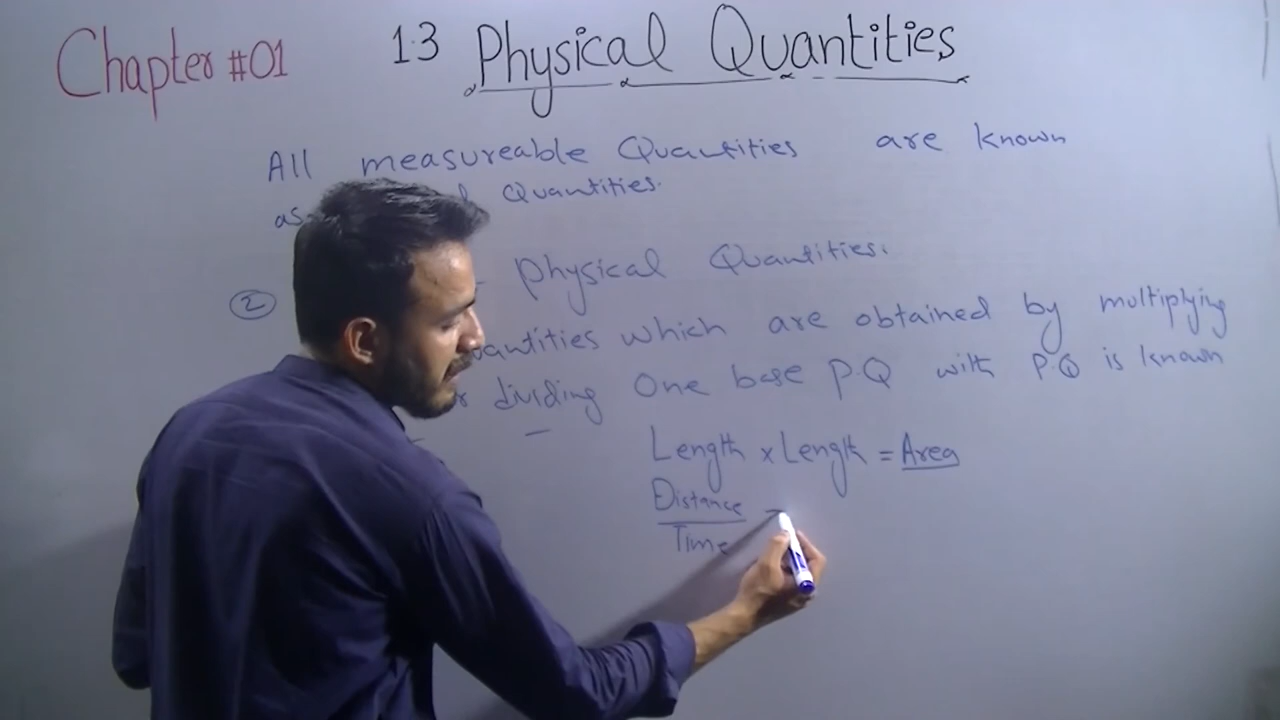 Chapter #01
1.3 Physical Quantities
All measureable Quantities are known
as Quantities.
2 Physical Quantities.
which are obtained by multiplying
dividing One base P.Q with P.Q is known
Length x Length = Area
Distance
Time